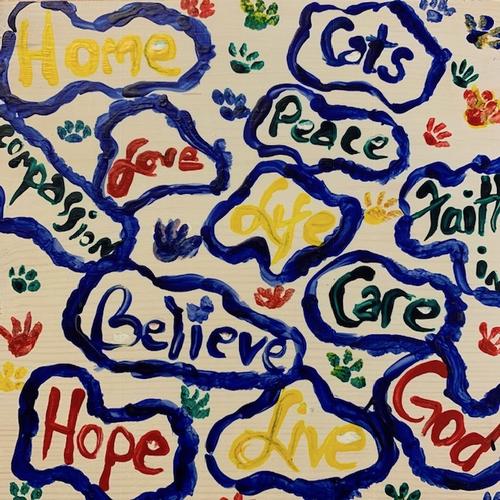 Home
Cats
Peace
Love
Compassion
Life
Faith
in
Believe
Care
Hope
Live
God